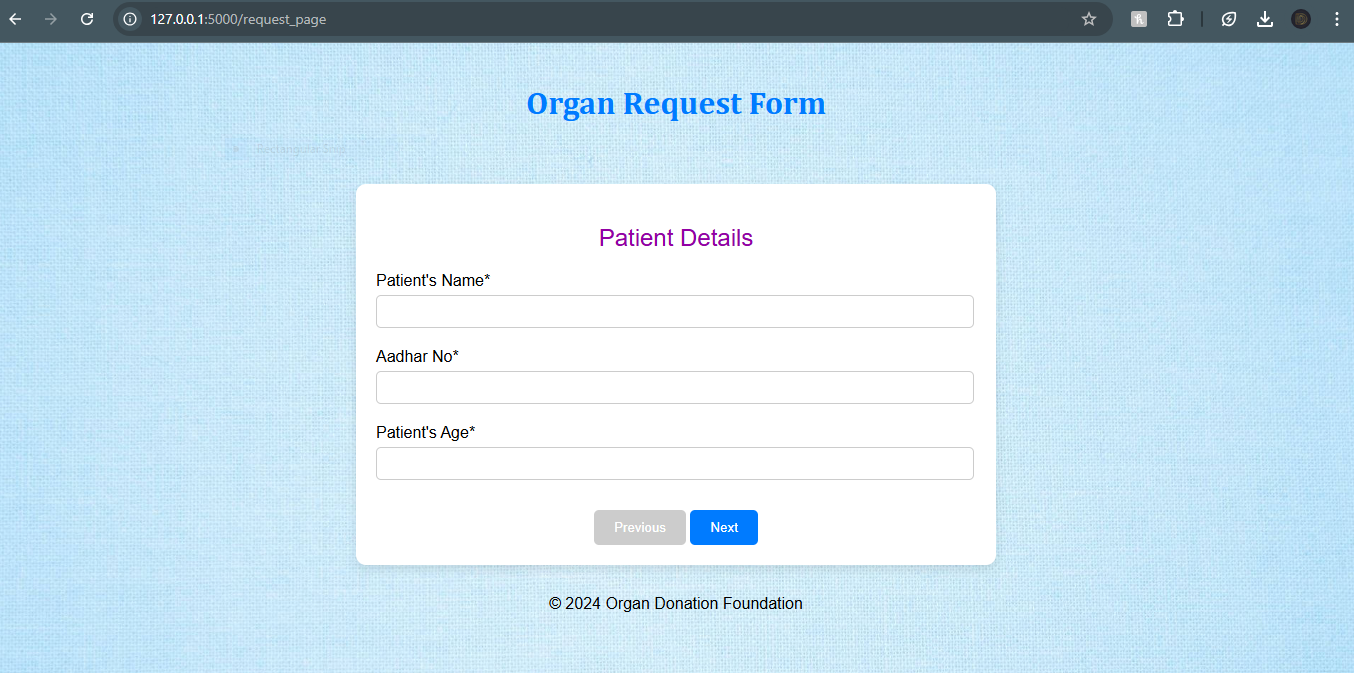 127.0.0.1:5000/request_page
Organ Request Form
Patient Details
Patient's Name*
Aadhar No*
Patient's Age*
Previous Next
© 2024 Organ Donation Foundation